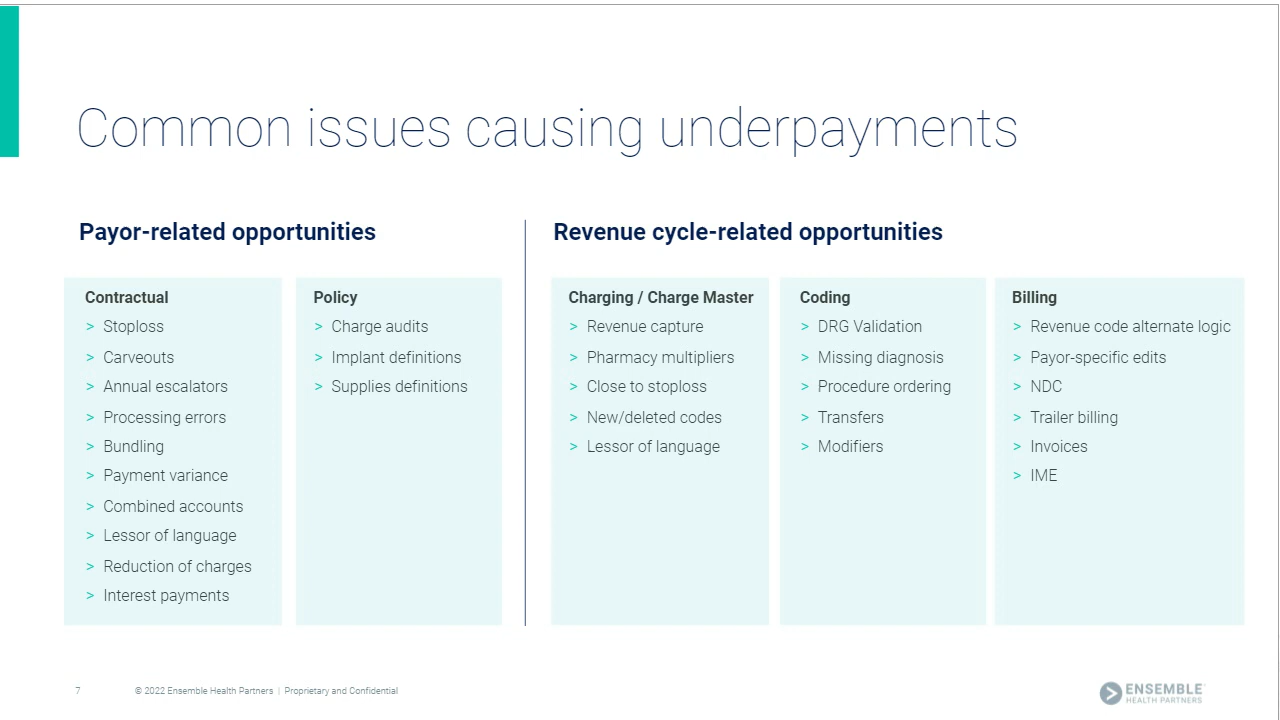 Common issues causing underpayments
Payor-related opportunities
Contractual
> Stoploss
> Carveouts
> Annual escalators
> Processing errors
> Bundling
> Payment variance
> Combined accounts
> Lessor of language
> Reduction of charges
> Interest payments
Policy
> Charge audits
> Implant definitions
> Supplies definitions
Revenue cycle-related opportunities
Charging / Charge Master
> Revenue capture
> Pharmacy multipliers
> Close to stoploss
> New/deleted codes
> Lessor of language
Coding
> DRG Validation
> Missing diagnosis
> Procedure ordering
> Transfers
> Modifiers
Billing
> Revenue code alternate logic
> Payor-specific edits
> NDC
> Trailer billing
> Invoices
> IME
7
© 2022 Ensemble Health Partners | Proprietary and Confidential
ENSEMBLE
HEALTH PARTNERS